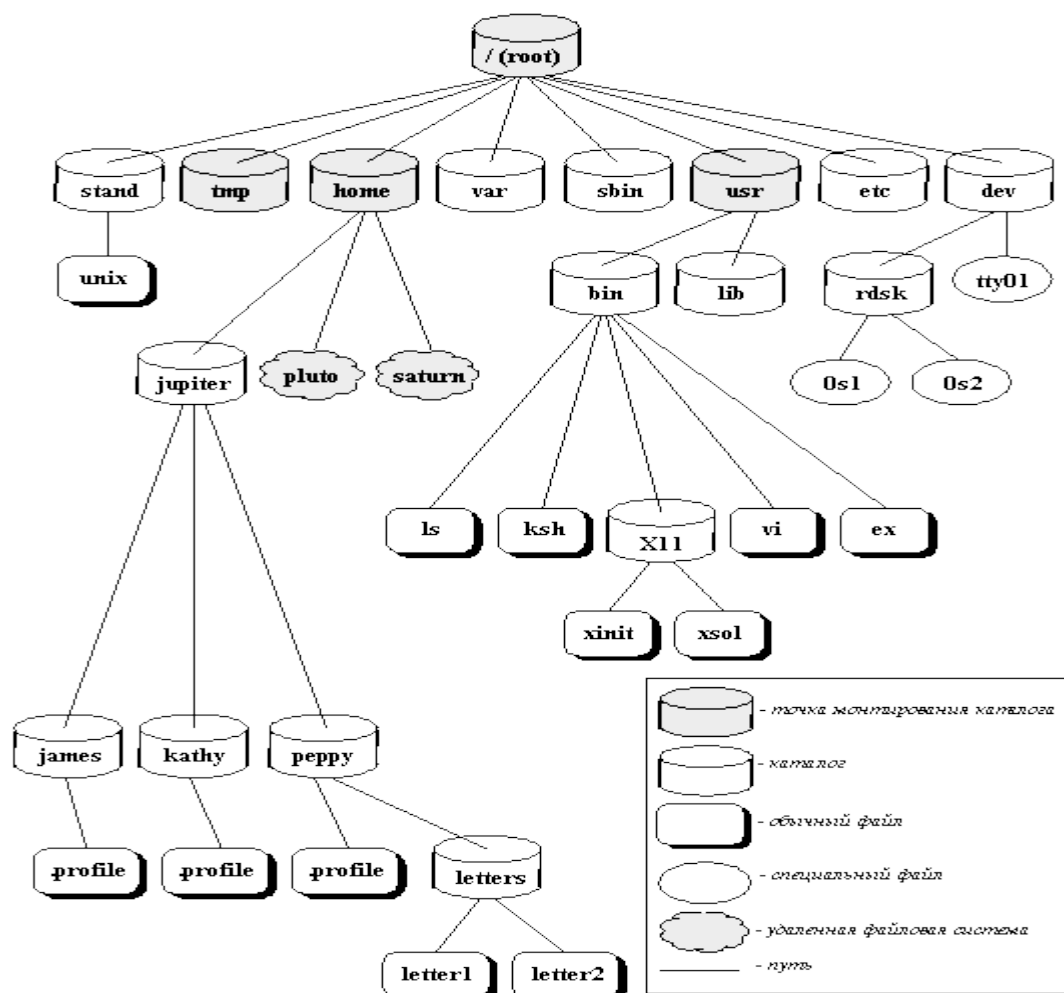 / (root)
stand
tmp
home
var
sbin
usr
etc
dev
unix
bin
lib
rdsk
tty01
jupiter
pluto
saturn
0s1
0s2
ls
ksh
X11
vi
ex
xinit
xsol
james
kathy
peppy
.profile
.profile
.profile
letters
letter1
letter2
- точка монтирования каталога
- каталог
- обычный файл
- специальный файл
- удаленная файловая система
- путь